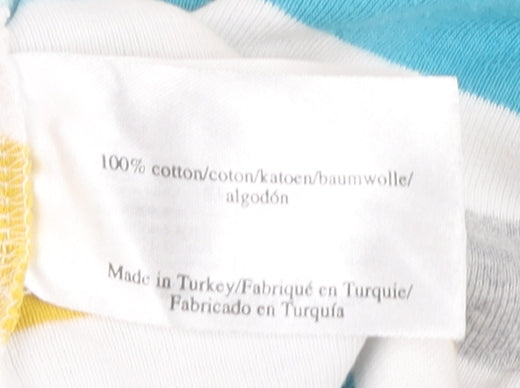 100% cotton/coton/katoen/baumwolle/
algodón
Made in Turkey/Fabriqué en Turquie/
Fabricado en Turquía